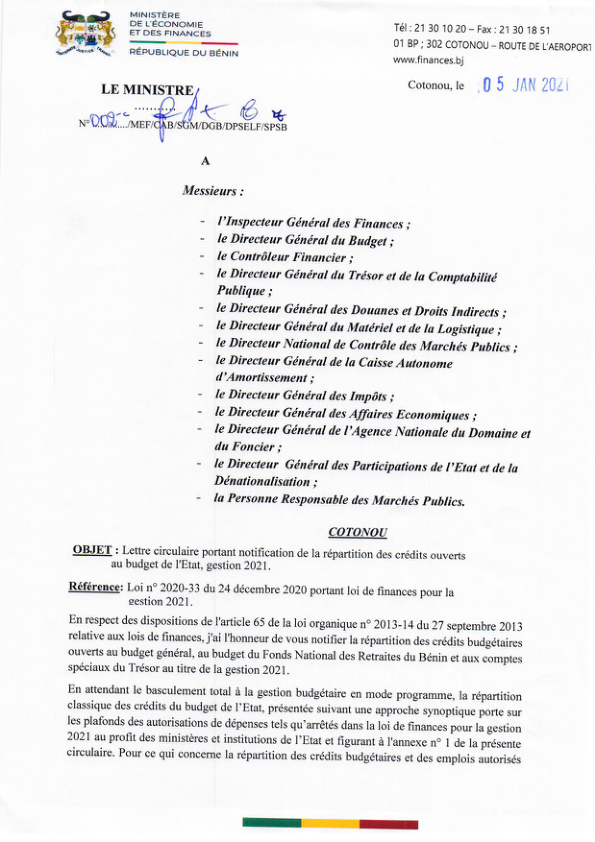 MINISTÈRE
DE L'ÉCONOMIE
ET DES FINANCES
RÉPUBLIQUE DU BÉNIN
Tél : 21 30 10 20 – Fax : 21 30 18 51
01 BP ; 302 COTONOU – ROUTE DE L'AEROPORT
www.finances.bj
Cotonou, le 05 JAN 2021
LE MINISTRE
...........
N° 002-c /MEF/CAB/SGM/DGB/DPSELF/SPSB
A
Messieurs :
- l'Inspecteur Général des Finances ;
- le Directeur Général du Budget ;
- le Contrôleur Financier ;
- le Directeur Général du Trésor et de la Comptabilité
Publique ;
- le Directeur Général des Douanes et Droits Indirects ;
- le Directeur Général du Matériel et de la Logistique ;
- le Directeur National de Contrôle des Marchés Publics ;
- le Directeur Général de la Caisse Autonome
d'Amortissement ;
- le Directeur Général des Impôts ;
- le Directeur Général des Affaires Economiques ;
- le Directeur Général de l'Agence Nationale du Domaine et
du Foncier ;
- le Directeur Général des Participations de l'Etat et de la
Dénationalisation ;
- la Personne Responsable des Marchés Publics.
COTONOU
OBJET : Lettre circulaire portant notification de la répartition des crédits ouverts
au budget de l'Etat, gestion 2021.
Référence: Loi n° 2020-33 du 24 décembre 2020 portant loi de finances pour la
gestion 2021.
En respect des dispositions de l'article 65 de la loi organique n° 2013-14 du 27 septembre 2013
relative aux lois de finances, j'ai l'honneur de vous notifier la répartition des crédits budgétaires
ouverts au budget général, au budget du Fonds National des Retraites du Bénin et aux comptes
spéciaux du Trésor au titre de la gestion 2021.
En attendant le basculement total à la gestion budgétaire en mode programme, la répartition
classique des crédits du budget de l'Etat, présentée suivant une approche synoptique porte sur
les plafonds des autorisations de dépenses tels qu'arrêtés dans la loi de finances pour la gestion
2021 au profit des ministères et institutions de l'Etat et figurant à l'annexe n° 1 de la présente
circulaire. Pour ce qui concerne la répartition des crédits budgétaires et des emplois autorisés